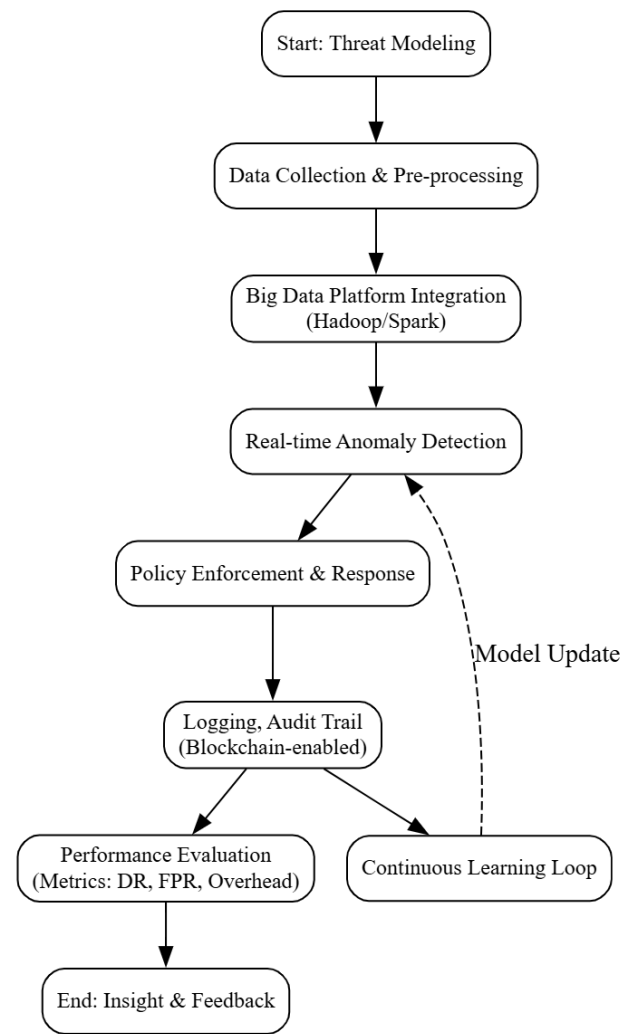 Start: Threat Modeling
Data Collection & Pre-processing
Big Data Platform Integration
(Hadoop/Spark)
Real-time Anomaly Detection
Policy Enforcement & Response
Model Update
Logging, Audit Trail
(Blockchain-enabled)
Performance Evaluation
(Metrics: DR, FPR, Overhead)
Continuous Learning Loop
End: Insight & Feedback